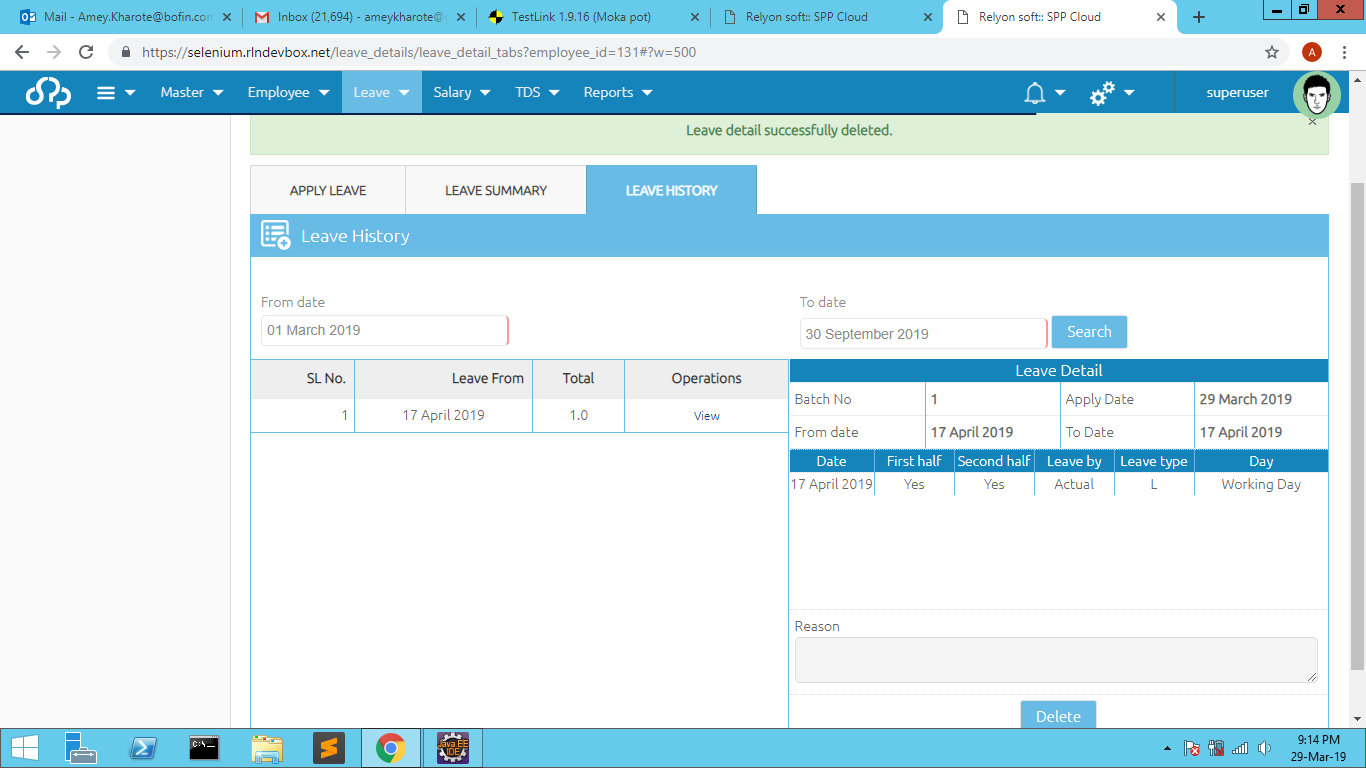 Mail - Amey.Kharote@bofin.con
Inbox (21,694) - ameykharote@
TestLink 1.9.16 (Moka pot)
Relyon soft:: SPP Cloud
Relyon soft:: SPP Cloud
https://selenium.rlndevbox.net/leave_details/leave_detail_tabs?employee_id=131#?w=500
A
Master Employee Leave Salary TDS Reports superuser
Leave detail successfully deleted.
APPLY LEAVE LEAVE SUMMARY LEAVE HISTORY
Leave History
From date To date
01 March 2019 30 September 2019 Search
SL No. Leave From Total Operations
1 17 April 2019 1.0 View
Leave Detail
Batch No 1 Apply Date 29 March 2019
From date 17 April 2019 To Date 17 April 2019
Date First half Second half Leave by Leave type Day
17 April 2019 Yes Yes Actual L Working Day
Reason
Delete
C:\_
Java EE
IDE
9:14 PM
29-Mar-19